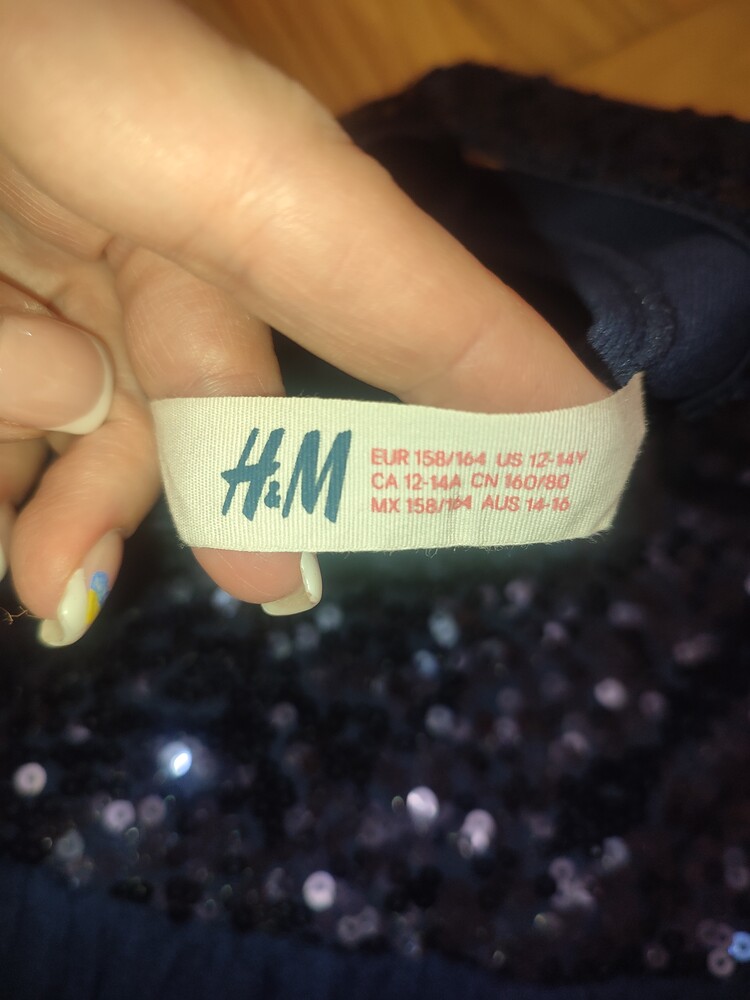 H&M
EUR 158/164 US 12-14Y
CA 12-14A CN 160/80
MX 158/164 AUS 14-16